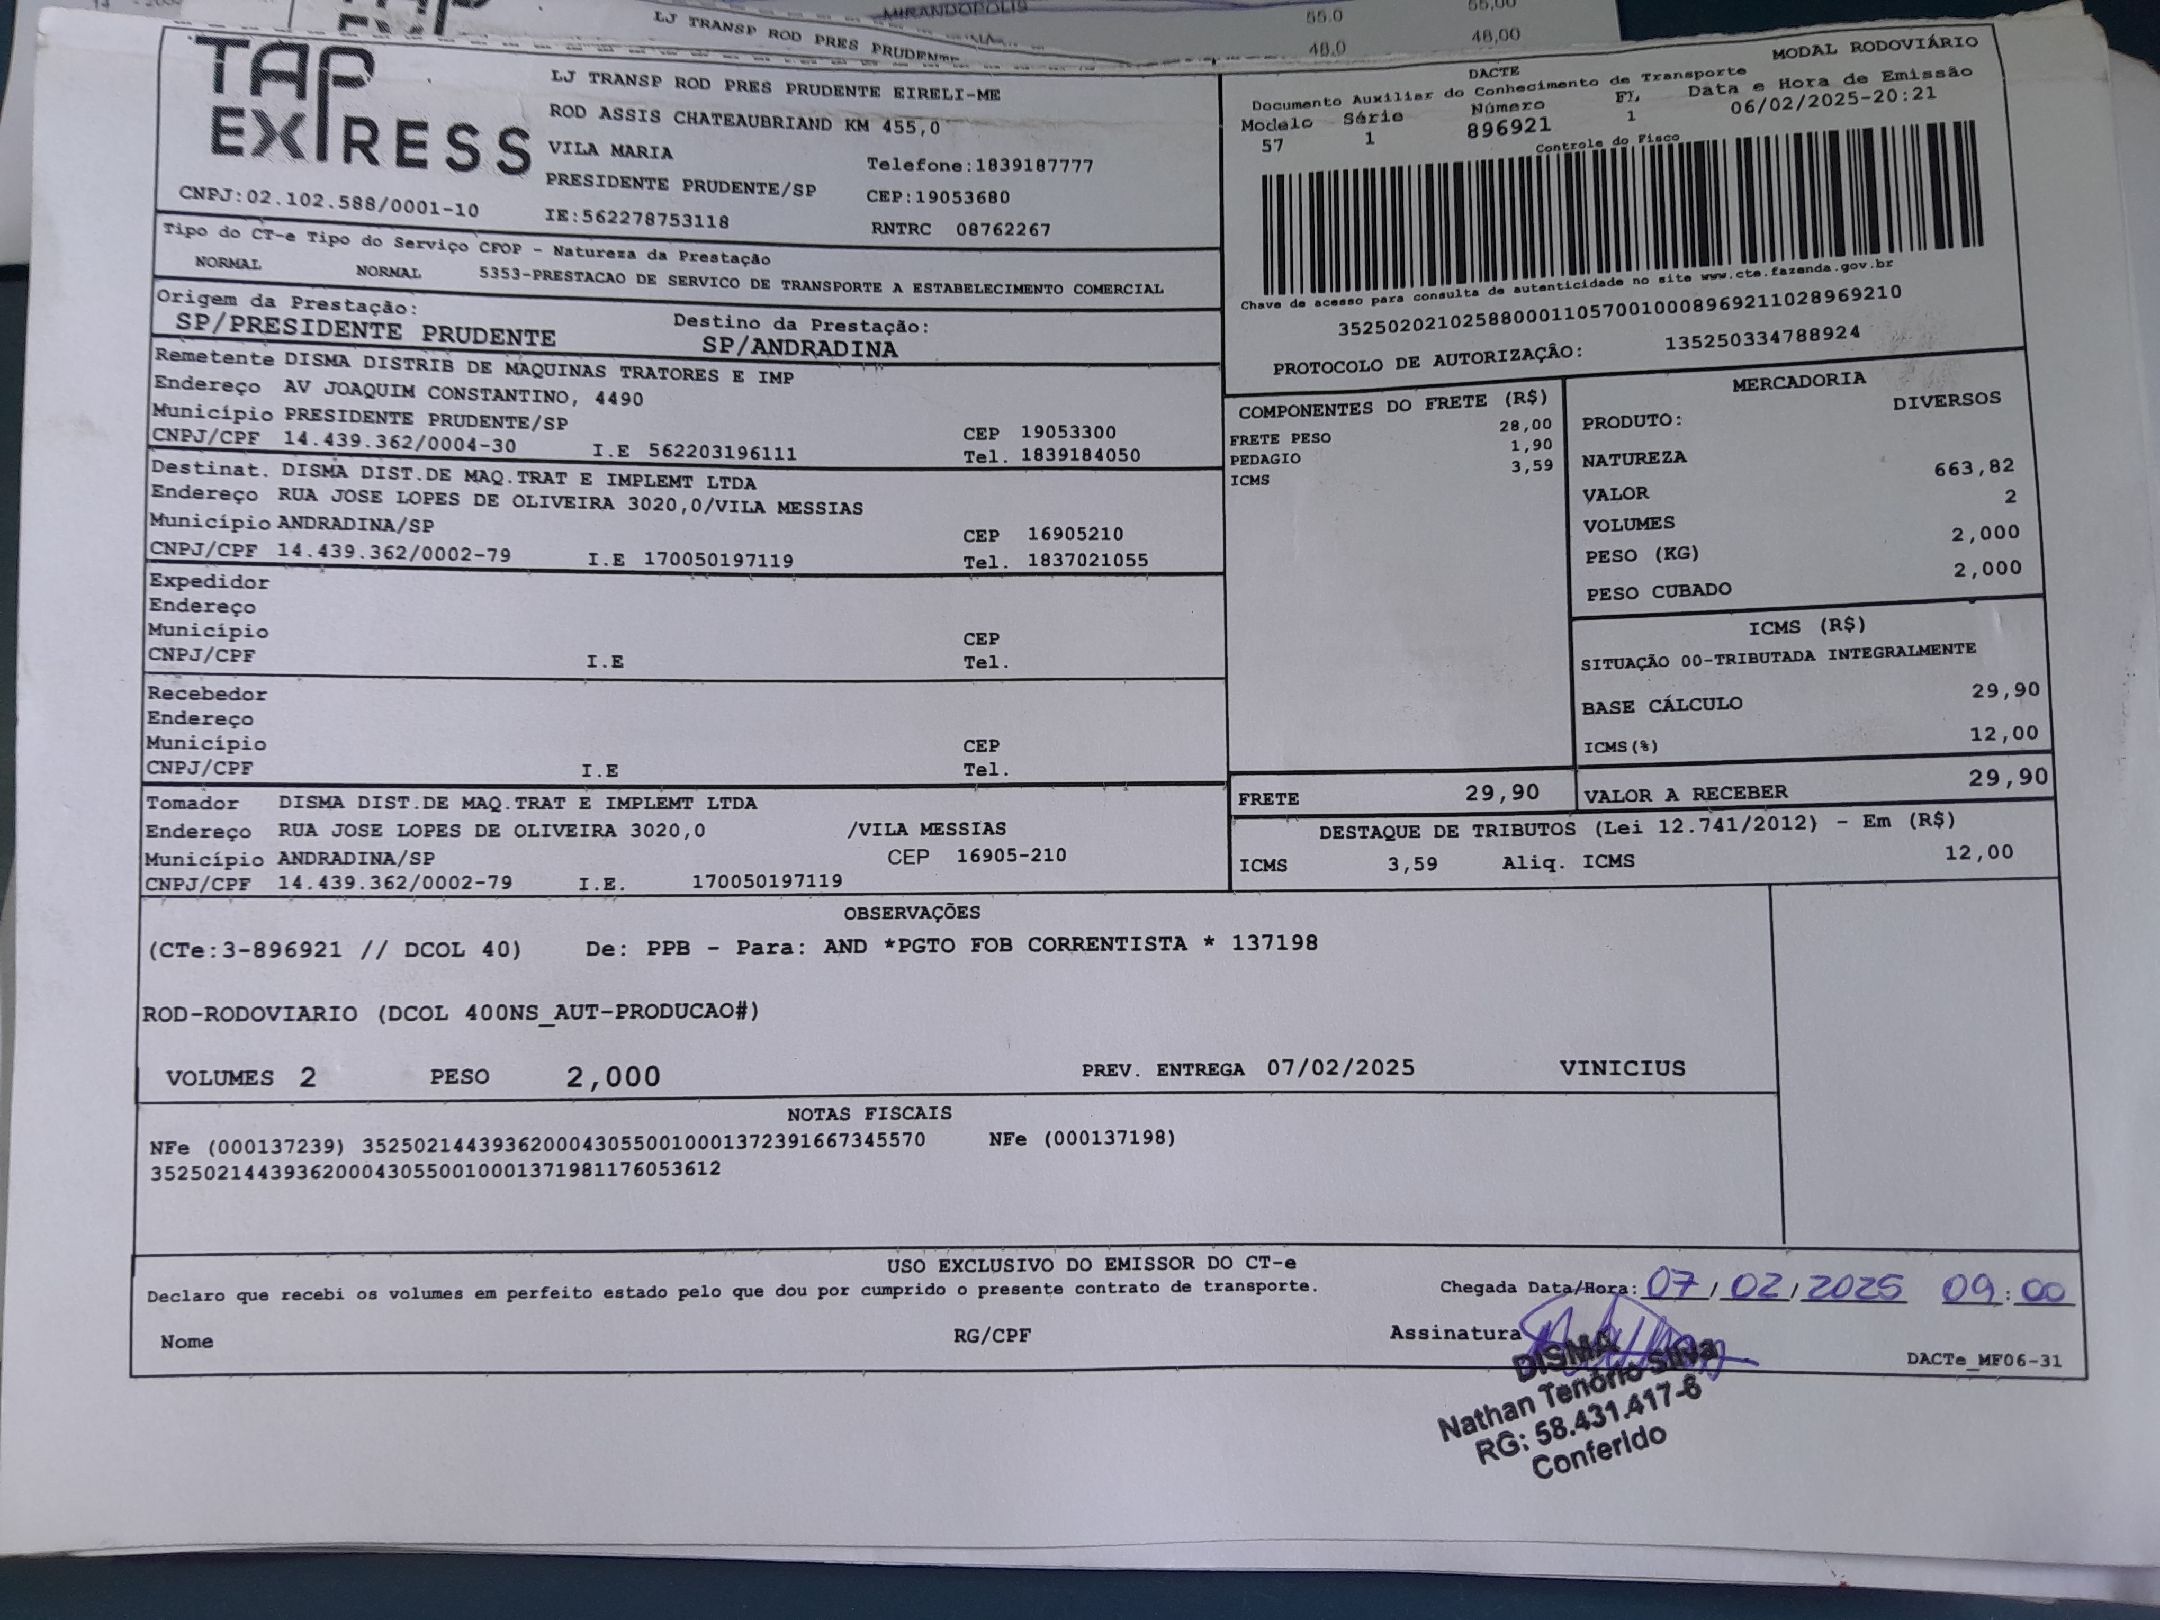 MIRANDOPOLIS
55.0
55,00
LJ TRANSP ROD PRES PRUDENTE
48.0
48,00
TAP
EXPRESS
CNPJ:02.102.588/0001-10
LJ TRANSP ROD PRES PRUDENTE EIRELI-ME
ROD ASSIS CHATEAUBRIAND KM 455,0
VILA MARIA
Telefone:1839187777
PRESIDENTE PRUDENTE/SP
CEP:19053680
IE:562278753118
RNTRC 08762267
MODAL RODOVIÁRIO
DACTE
Documento Auxiliar do Conhecimento de Transporte
Modelo Série Número FL Data e Hora de Emissão
57 1 896921 1 06/02/2025-20:21
Controle do Fisco
Chave de acesso para consulta de autenticidade no site www.cte.fazenda.gov.br
35250202102588000110570010008969211028969210
PROTOCOLO DE AUTORIZAÇÃO: 135250334788924
Tipo do CT-e Tipo do Serviço CFOP - Natureza da Prestação
NORMAL NORMAL 5353-PRESTACAO DE SERVICO DE TRANSPORTE A ESTABELECIMENTO COMERCIAL
Origem da Prestação:
SP/PRESIDENTE PRUDENTE
Destino da Prestação:
SP/ANDRADINA
Remetente DISMA DISTRIB DE MAQUINAS TRATORES E IMP
Endereço AV JOAQUIM CONSTANTINO, 4490
Município PRESIDENTE PRUDENTE/SP CEP 19053300
CNPJ/CPF 14.439.362/0004-30 I.E 562203196111 Tel. 1839184050
Destinat. DISMA DIST.DE MAQ.TRAT E IMPLEMT LTDA
Endereço RUA JOSE LOPES DE OLIVEIRA 3020,0/VILA MESSIAS
Município ANDRADINA/SP CEP 16905210
CNPJ/CPF 14.439.362/0002-79 I.E 170050197119 Tel. 1837021055
Expedidor
Endereço
Município CEP
CNPJ/CPF I.E Tel.
Recebedor
Endereço
Município CEP
CNPJ/CPF I.E Tel.
Tomador DISMA DIST.DE MAQ.TRAT E IMPLEMT LTDA
Endereço RUA JOSE LOPES DE OLIVEIRA 3020,0 /VILA MESSIAS
Município ANDRADINA/SP CEP 16905-210
CNPJ/CPF 14.439.362/0002-79 I.E. 170050197119
COMPONENTES DO FRETE (R$)
FRETE PESO 28,00
PEDAGIO 1,90
ICMS 3,59
MERCADORIA
PRODUTO: DIVERSOS
NATUREZA
VALOR 663,82
VOLUMES 2
PESO (KG) 2,000
PESO CUBADO 2,000
ICMS (R$)
SITUAÇÃO 00-TRIBUTADA INTEGRALMENTE
BASE CÁLCULO 29,90
ICMS(%) 12,00
FRETE 29,90
VALOR A RECEBER 29,90
DESTAQUE DE TRIBUTOS (Lei 12.741/2012) - Em (R$)
ICMS 3,59 Aliq. ICMS 12,00
OBSERVAÇÕES
(CTe:3-896921 // DCOL 40) De: PPB - Para: AND *PGTO FOB CORRENTISTA * 137198
ROD-RODOVIARIO (DCOL 400NS_AUT-PRODUCAO#)
VOLUMES 2 PESO 2,000 PREV. ENTREGA 07/02/2025 VINICIUS
NOTAS FISCAIS
NFe (000137239) 35250214439362000430550010001372391667345570 NFe (000137198)
35250214439362000430550010001371981176053612
USO EXCLUSIVO DO EMISSOR DO CT-e
Declaro que recebi os volumes em perfeito estado pelo que dou por cumprido o presente contrato de transporte.
Chegada Data/Hora: 07/02/2025 09:00
Nome RG/CPF Assinatura
DACTe_MF06-31
DISMA
Nathan Tenório Silva
RG: 58.431.417-6
Conferido